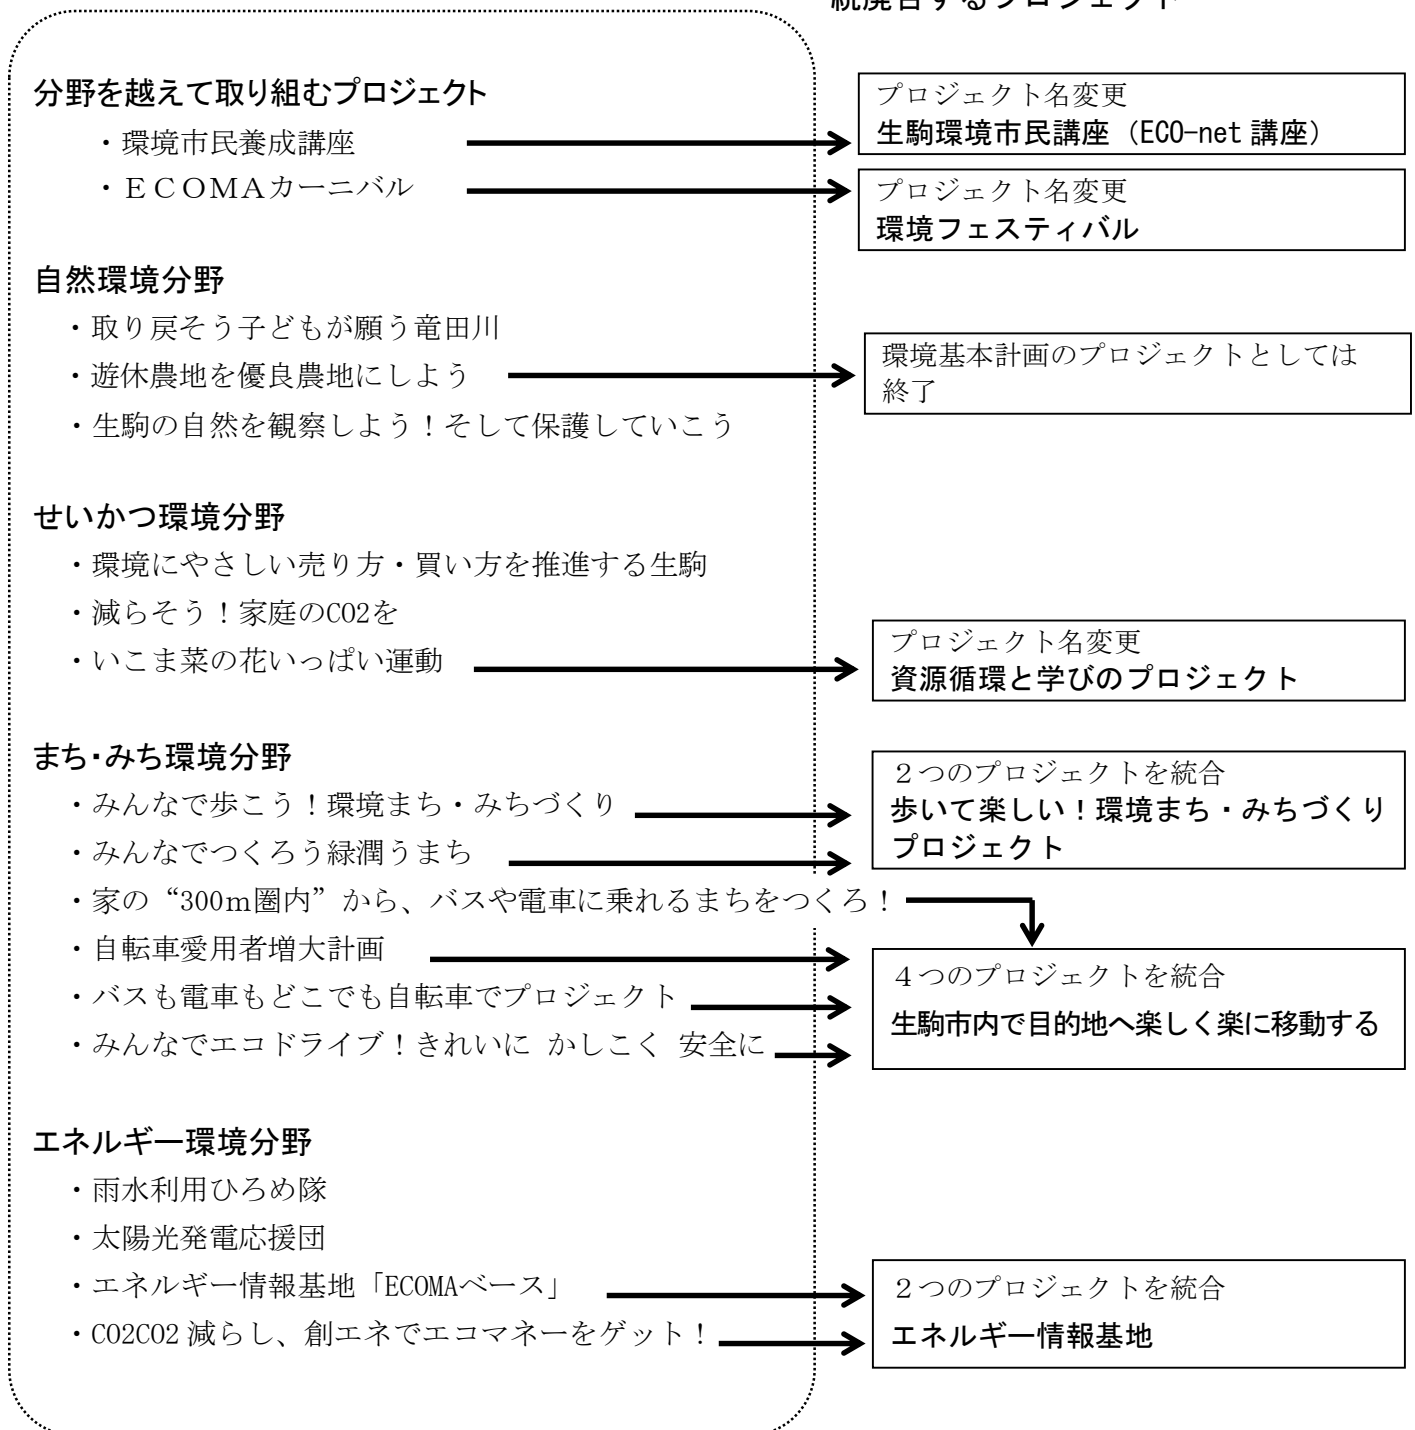 統廃合するプロジェクト
分野を越えて取り組むプロジェクト
・環境市民養成講座
・ＥＣＯＭＡカーニバル
プロジェクト名変更
生駒環境市民講座（ECO-net 講座）
プロジェクト名変更
環境フェスティバル
自然環境分野
・取り戻そう子どもが願う竜田川
・遊休農地を優良農地にしよう
・生駒の自然を観察しよう！そして保護していこう
環境基本計画のプロジェクトとしては
終了
せいかつ環境分野
・環境にやさしい売り方・買い方を推進する生駒
・減らそう！家庭のCO2を
・いこま菜の花いっぱい運動
プロジェクト名変更
資源循環と学びのプロジェクト
まち・みち環境分野
・みんなで歩こう！環境まち・みちづくり
・みんなでつくろう緑潤うまち
・家の“300ｍ圏内”から、バスや電車に乗れるまちをつくろ！
・自転車愛用者増大計画
・バスも電車もどこでも自転車でプロジェクト
・みんなでエコドライブ！きれいに かしこく 安全に
２つのプロジェクトを統合
歩いて楽しい！環境まち・みちづくり
プロジェクト
４つのプロジェクトを統合
生駒市内で目的地へ楽しく楽に移動する
エネルギー環境分野
・雨水利用ひろめ隊
・太陽光発電応援団
・エネルギー情報基地「ECOMAベース」
・CO2CO2 減らし、創エネでエコマネーをゲット！
２つのプロジェクトを統合
エネルギー情報基地